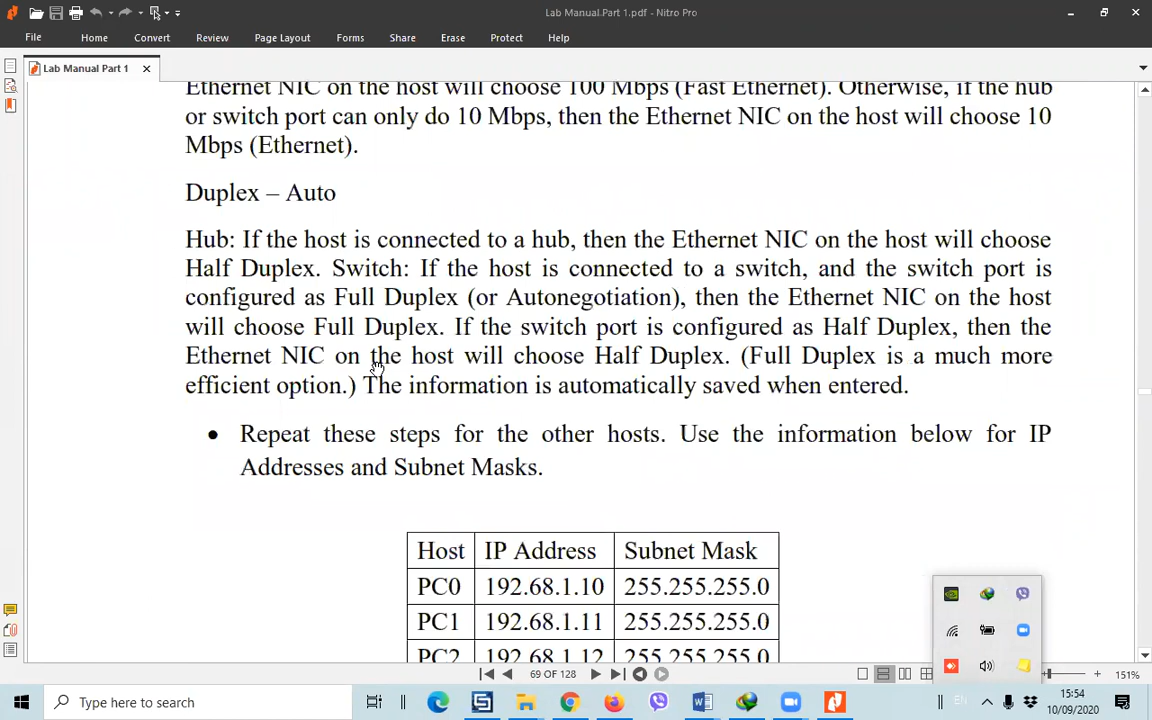 Lab Manual.Part 1.pdf - Nitro Pro
File Home Convert Review Page Layout Forms Share Erase Protect Help
Lab Manual Part 1
Ethernet NIC on the host will choose 100 Mbps (Fast Ethernet). Otherwise, if the hub
or switch port can only do 10 Mbps, then the Ethernet NIC on the host will choose 10
Mbps (Ethernet).
Duplex – Auto
Hub: If the host is connected to a hub, then the Ethernet NIC on the host will choose
Half Duplex. Switch: If the host is connected to a switch, and the switch port is
configured as Full Duplex (or Autonegotiation), then the Ethernet NIC on the host
will choose Full Duplex. If the switch port is configured as Half Duplex, then the
Ethernet NIC on the host will choose Half Duplex. (Full Duplex is a much more
efficient option.) The information is automatically saved when entered.
• Repeat these steps for the other hosts. Use the information below for IP
Addresses and Subnet Masks.
Host IP Address Subnet Mask
PC0 192.68.1.10 255.255.255.0
PC1 192.68.1.11 255.255.255.0
PC2 192.68.1.12 255.255.255.0
69 OF 128
151%
Type here to search
EN
15:54
10/09/2020